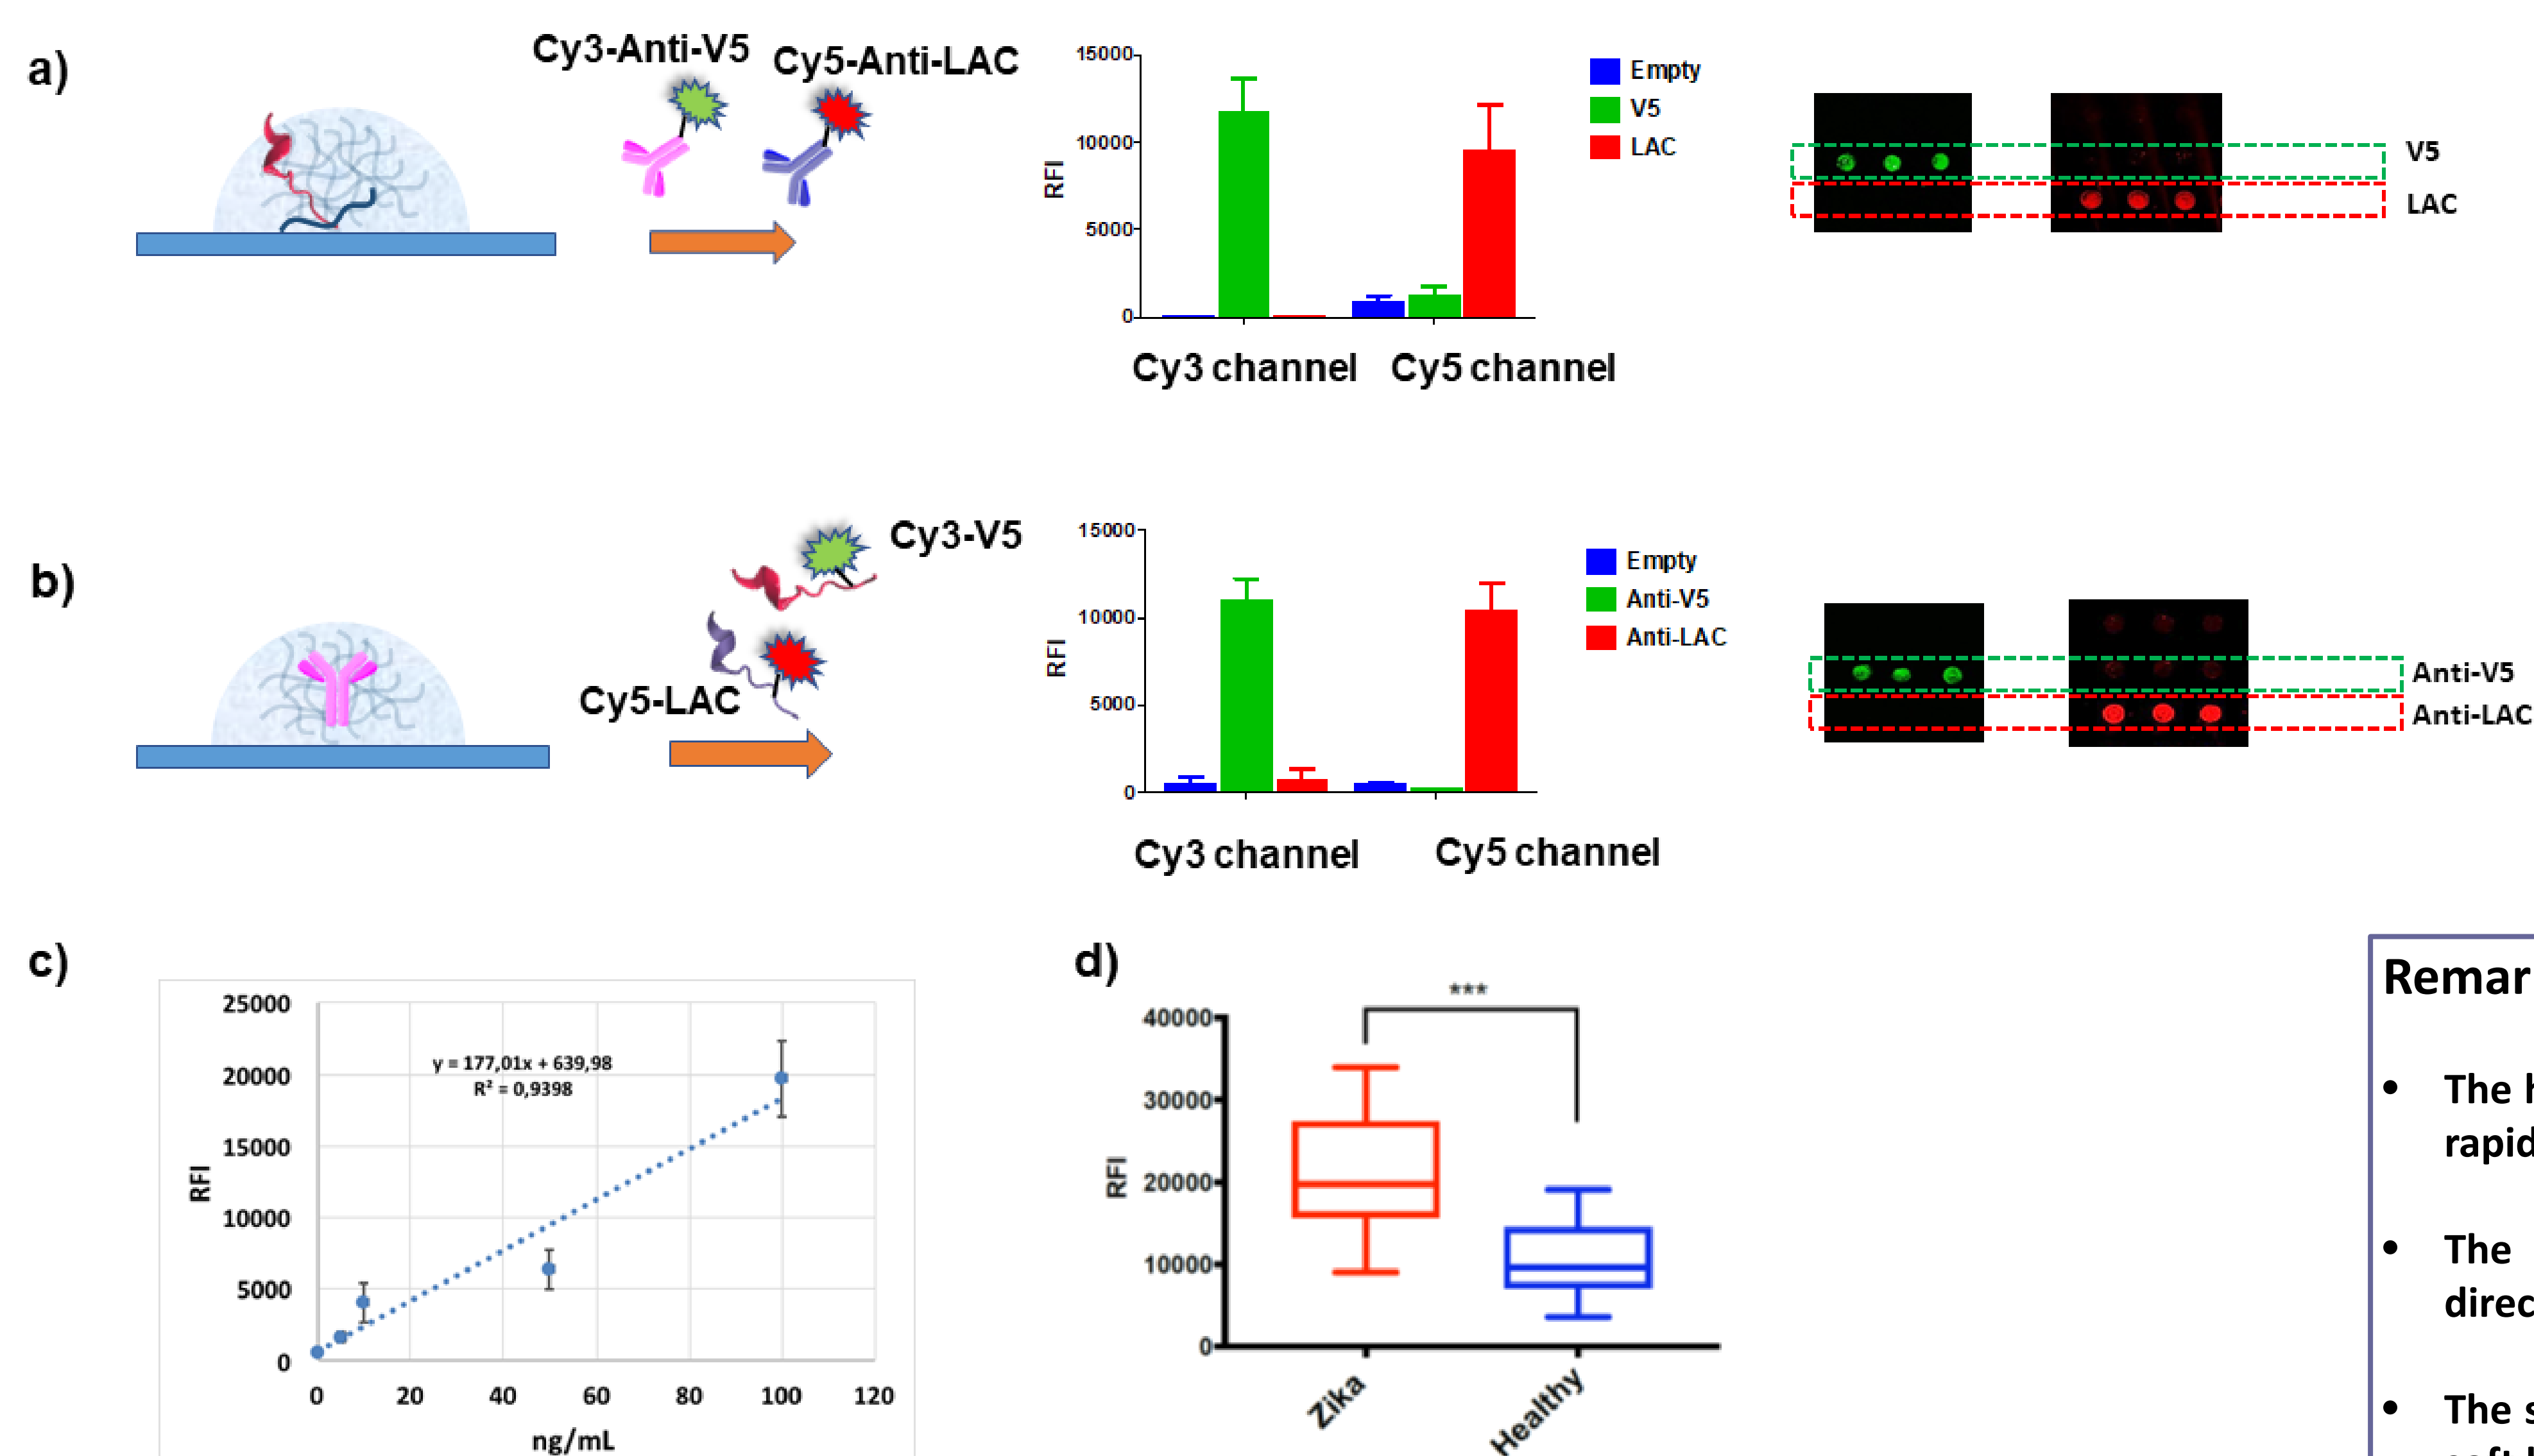 a)
Cy3-Anti-V5
Cy5-Anti-LAC
15000
10000
5000
0
RFI
Cy3 channel
Cy5 channel
Empty
V5
LAC
V5
LAC
b)
Cy3-V5
Cy5-LAC
15000
10000
5000
0
RFI
Cy3 channel
Cy5 channel
Empty
Anti-V5
Anti-LAC
Anti-V5
Anti-LAC
c)
25000
20000
15000
10000
5000
0
RFI
y = 177,01x + 639,98
R² = 0,9398
0 20 40 60 80 100 120
ng/mL
d)
***
40000
30000
20000
10000
0
RFI
Zika
Healthy
Remar
• The
rapid
• The
direc
• The s